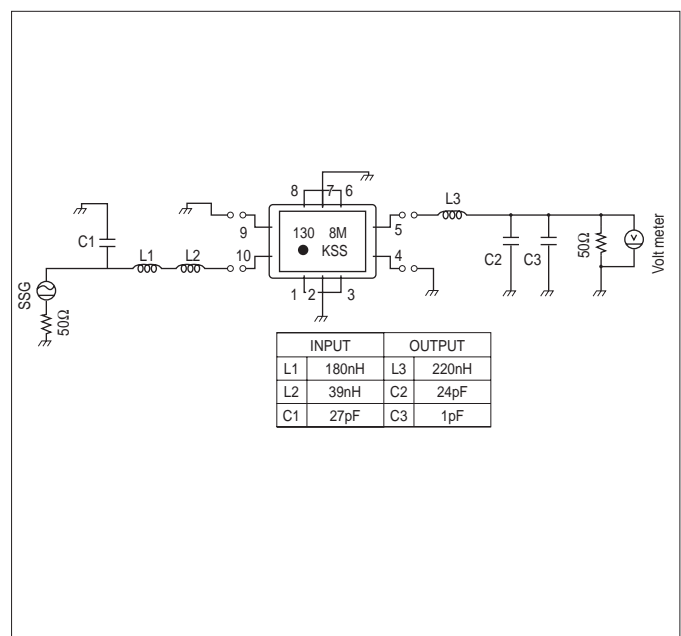 8 7 6
L3
9
130 8M
5
C1
L1 L2
10
KSS
4
C2 C3
50Ω
V
Volt meter
SSG
50Ω
1 2 3
INPUT OUTPUT
L1 180nH L3 220nH
L2 39nH C2 24pF
C1 27pF C3 1pF